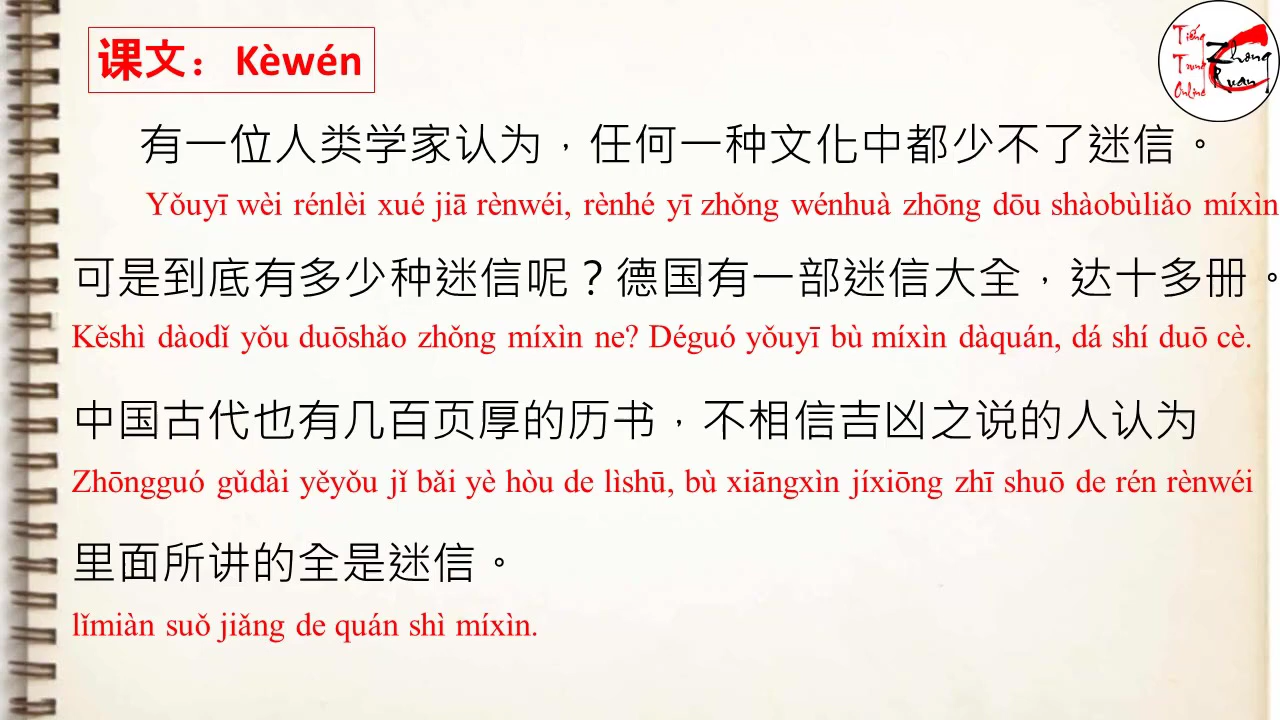 课文：Kèwén
Tiếng
Trung
Online
Zhong
Ruan
有一位人类学家认为，任何一种文化中都少不了迷信。
Yǒuyī wèi rénlèi xué jiā rènwéi, rènhé yī zhǒng wénhuà zhōng dōu shàobùliǎo míxìn
可是到底有多少种迷信呢？德国有一部迷信大全，达十多册。
Kěshì dàodǐ yǒu duōshǎo zhǒng míxìn ne? Déguó yǒuyī bù míxìn dàquán, dá shí duō cè.
中国古代也有几百页厚的历书，不相信吉凶之说的人认为
Zhōngguó gǔdài yěyǒu jǐ bǎi yè hòu de lìshū, bù xiāngxìn jíxiōng zhī shuō de rén rènwéi
里面所讲的全是迷信。
lǐmiàn suǒ jiǎng de quán shì míxìn.